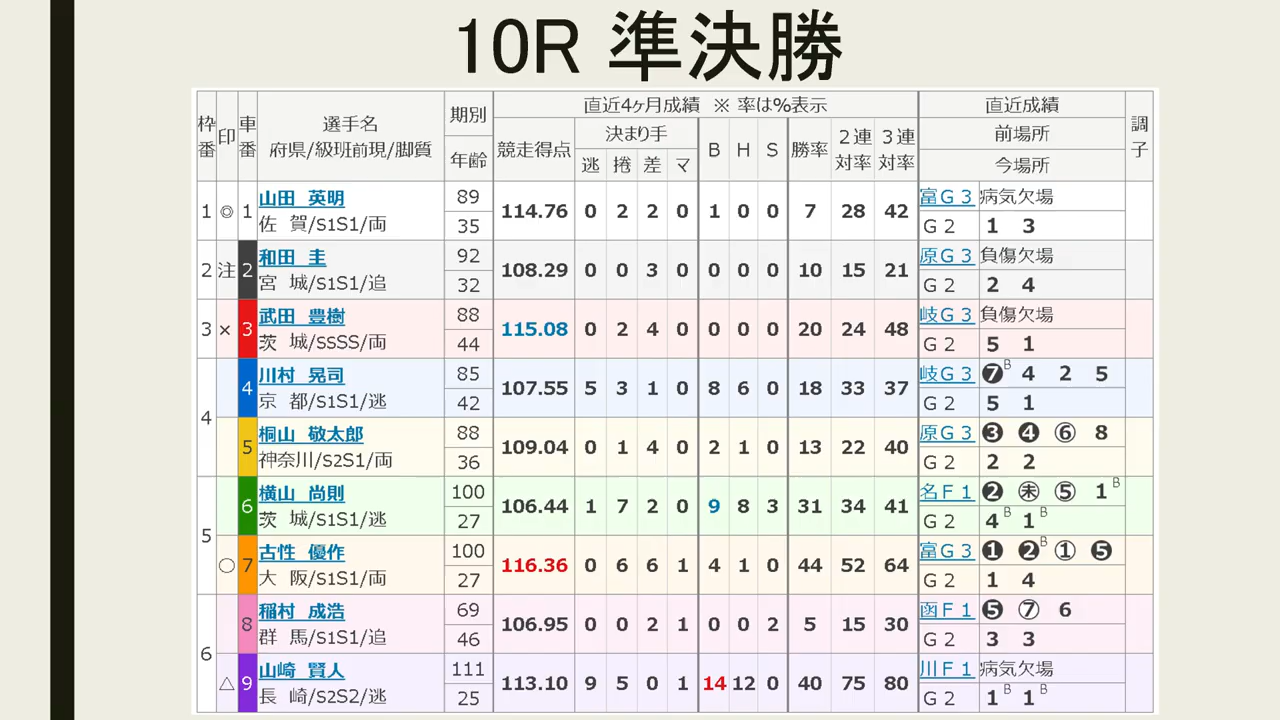 10R 準決勝
枠番 印 車番 選手名 府県/級班前現/脚質 期別 年齢 直近4ヶ月成績 ※ 率は%表示 直近成績 調子
競走得点 決まり手 B H S 勝率 2連対率 3連対率 前場所
逃 捲 差 マ 今場所
1 ◎ 1 山田 英明 89 114.76 0 2 2 0 1 0 0 7 28 42 富G3 病気欠場
佐 賀/S1S1/両 35 G2 1 3
2 注 2 和田 圭 92 108.29 0 0 3 0 0 0 0 10 15 21 原G3 負傷欠場
宮 城/S1S1/追 32 G2 2 4
3 × 3 武田 豊樹 88 115.08 0 2 4 0 0 0 0 20 24 48 岐G3 負傷欠場
茨 城/SSSS/両 44 G2 5 1
4 4 川村 晃司 85 107.55 5 3 1 0 8 6 0 18 33 37 岐G3 ❼B 4 2 5
京 都/S1S1/逃 42 G2 5 1
5 桐山 敬太郎 88 109.04 0 1 4 0 2 1 0 13 22 40 原G3 ❸ ❹ ⑥ 8
神奈川/S2S1/両 36 G2 2 2
5 6 横山 尚則 100 106.44 1 7 2 0 9 8 3 31 34 41 名F1 ❷ ㊍ ⑤ 1B
茨 城/S1S1/逃 27 G2 4B 1B
○ 7 古性 優作 100 116.36 0 6 6 1 4 1 0 44 52 64 富G3 ❶ ❷B ① ❺
大 阪/S1S1/両 27 G2 1 4
6 8 稲村 成浩 69 106.95 0 0 2 1 0 0 2 5 15 30 函F1 ❺ ⑦ 6
群 馬/S1S1/追 46 G2 3 3
△ 9 山崎 賢人 111 113.10 9 5 0 1 14 12 0 40 75 80 川F1 病気欠場
長 崎/S2S2/逃 25 G2 1B 1B